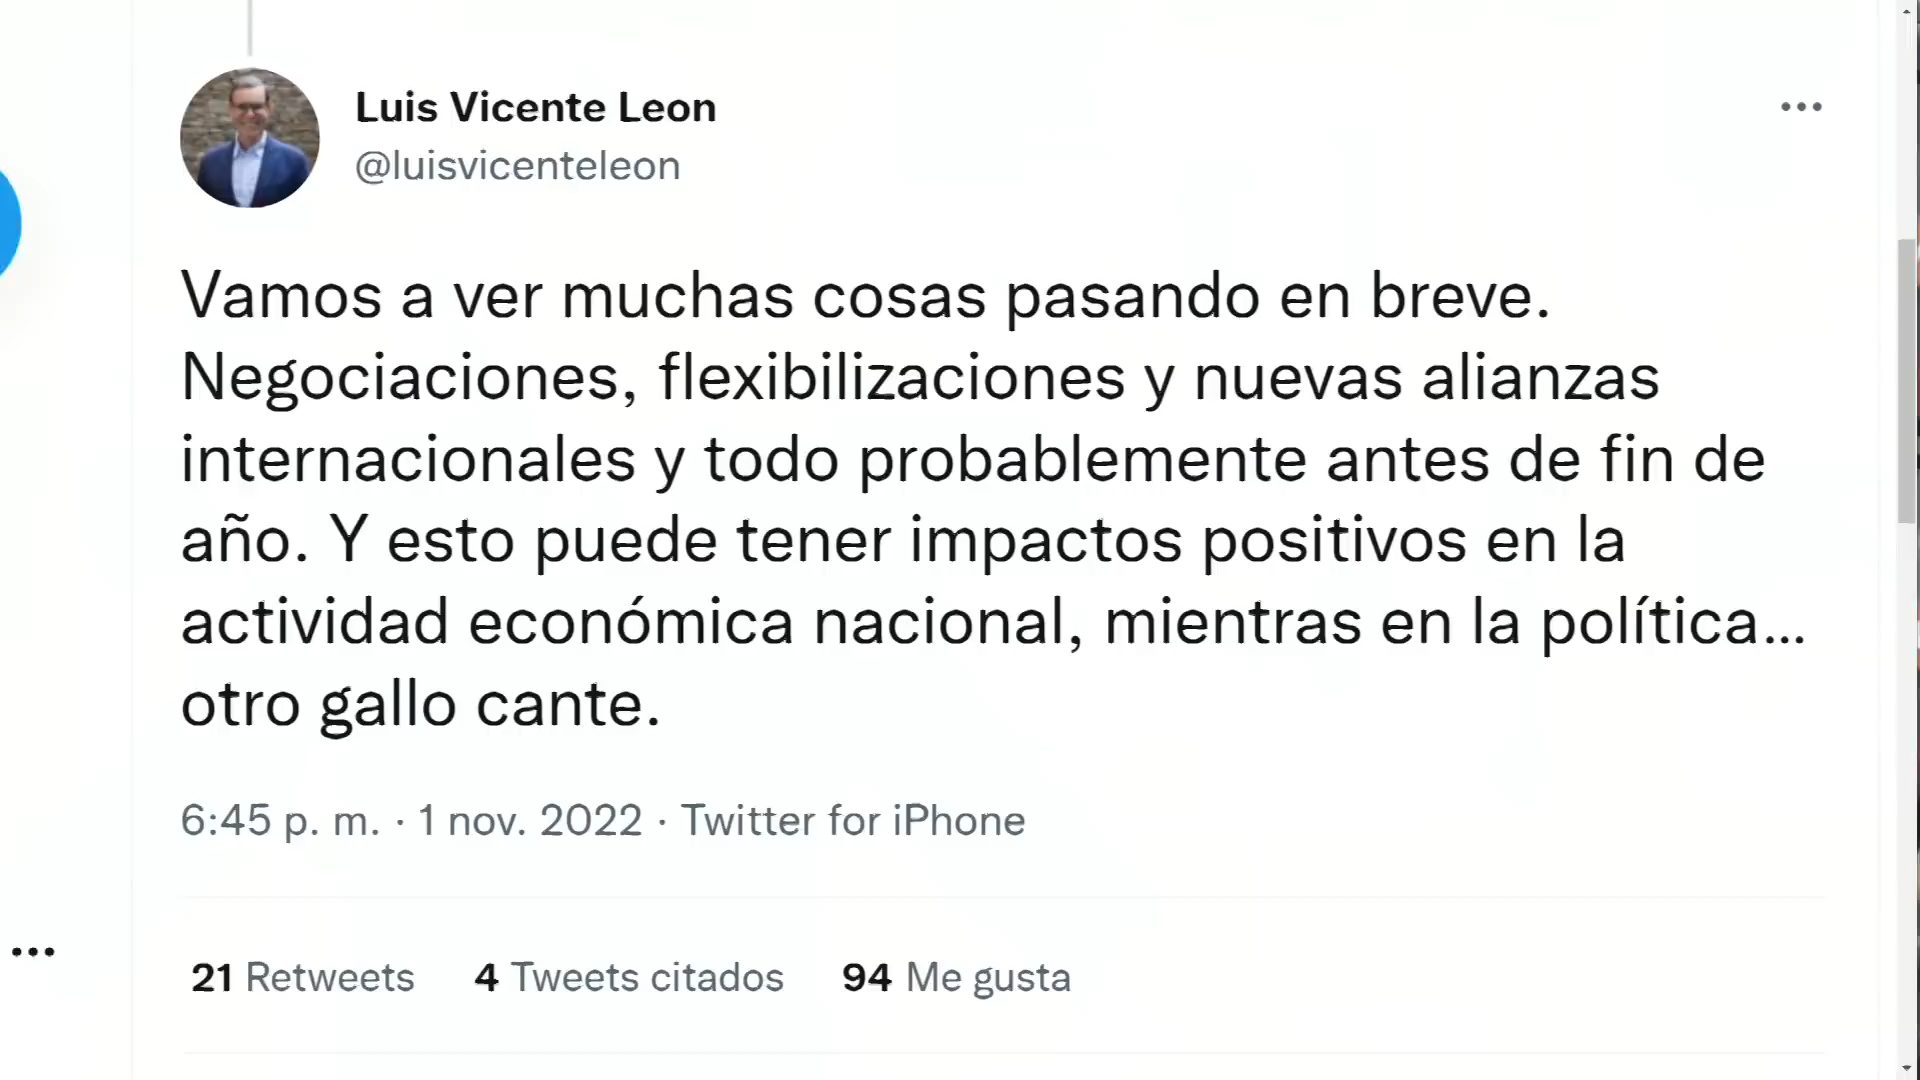 Luis Vicente Leon
@luisvicenteleon
Vamos a ver muchas cosas pasando en breve.
Negociaciones, flexibilizaciones y nuevas alianzas
internacionales y todo probablemente antes de fin de
año. Y esto puede tener impactos positivos en la
actividad económica nacional, mientras en la política...
otro gallo cante.
6:45 p. m. · 1 nov. 2022 · Twitter for iPhone
21 Retweets 4 Tweets citados 94 Me gusta